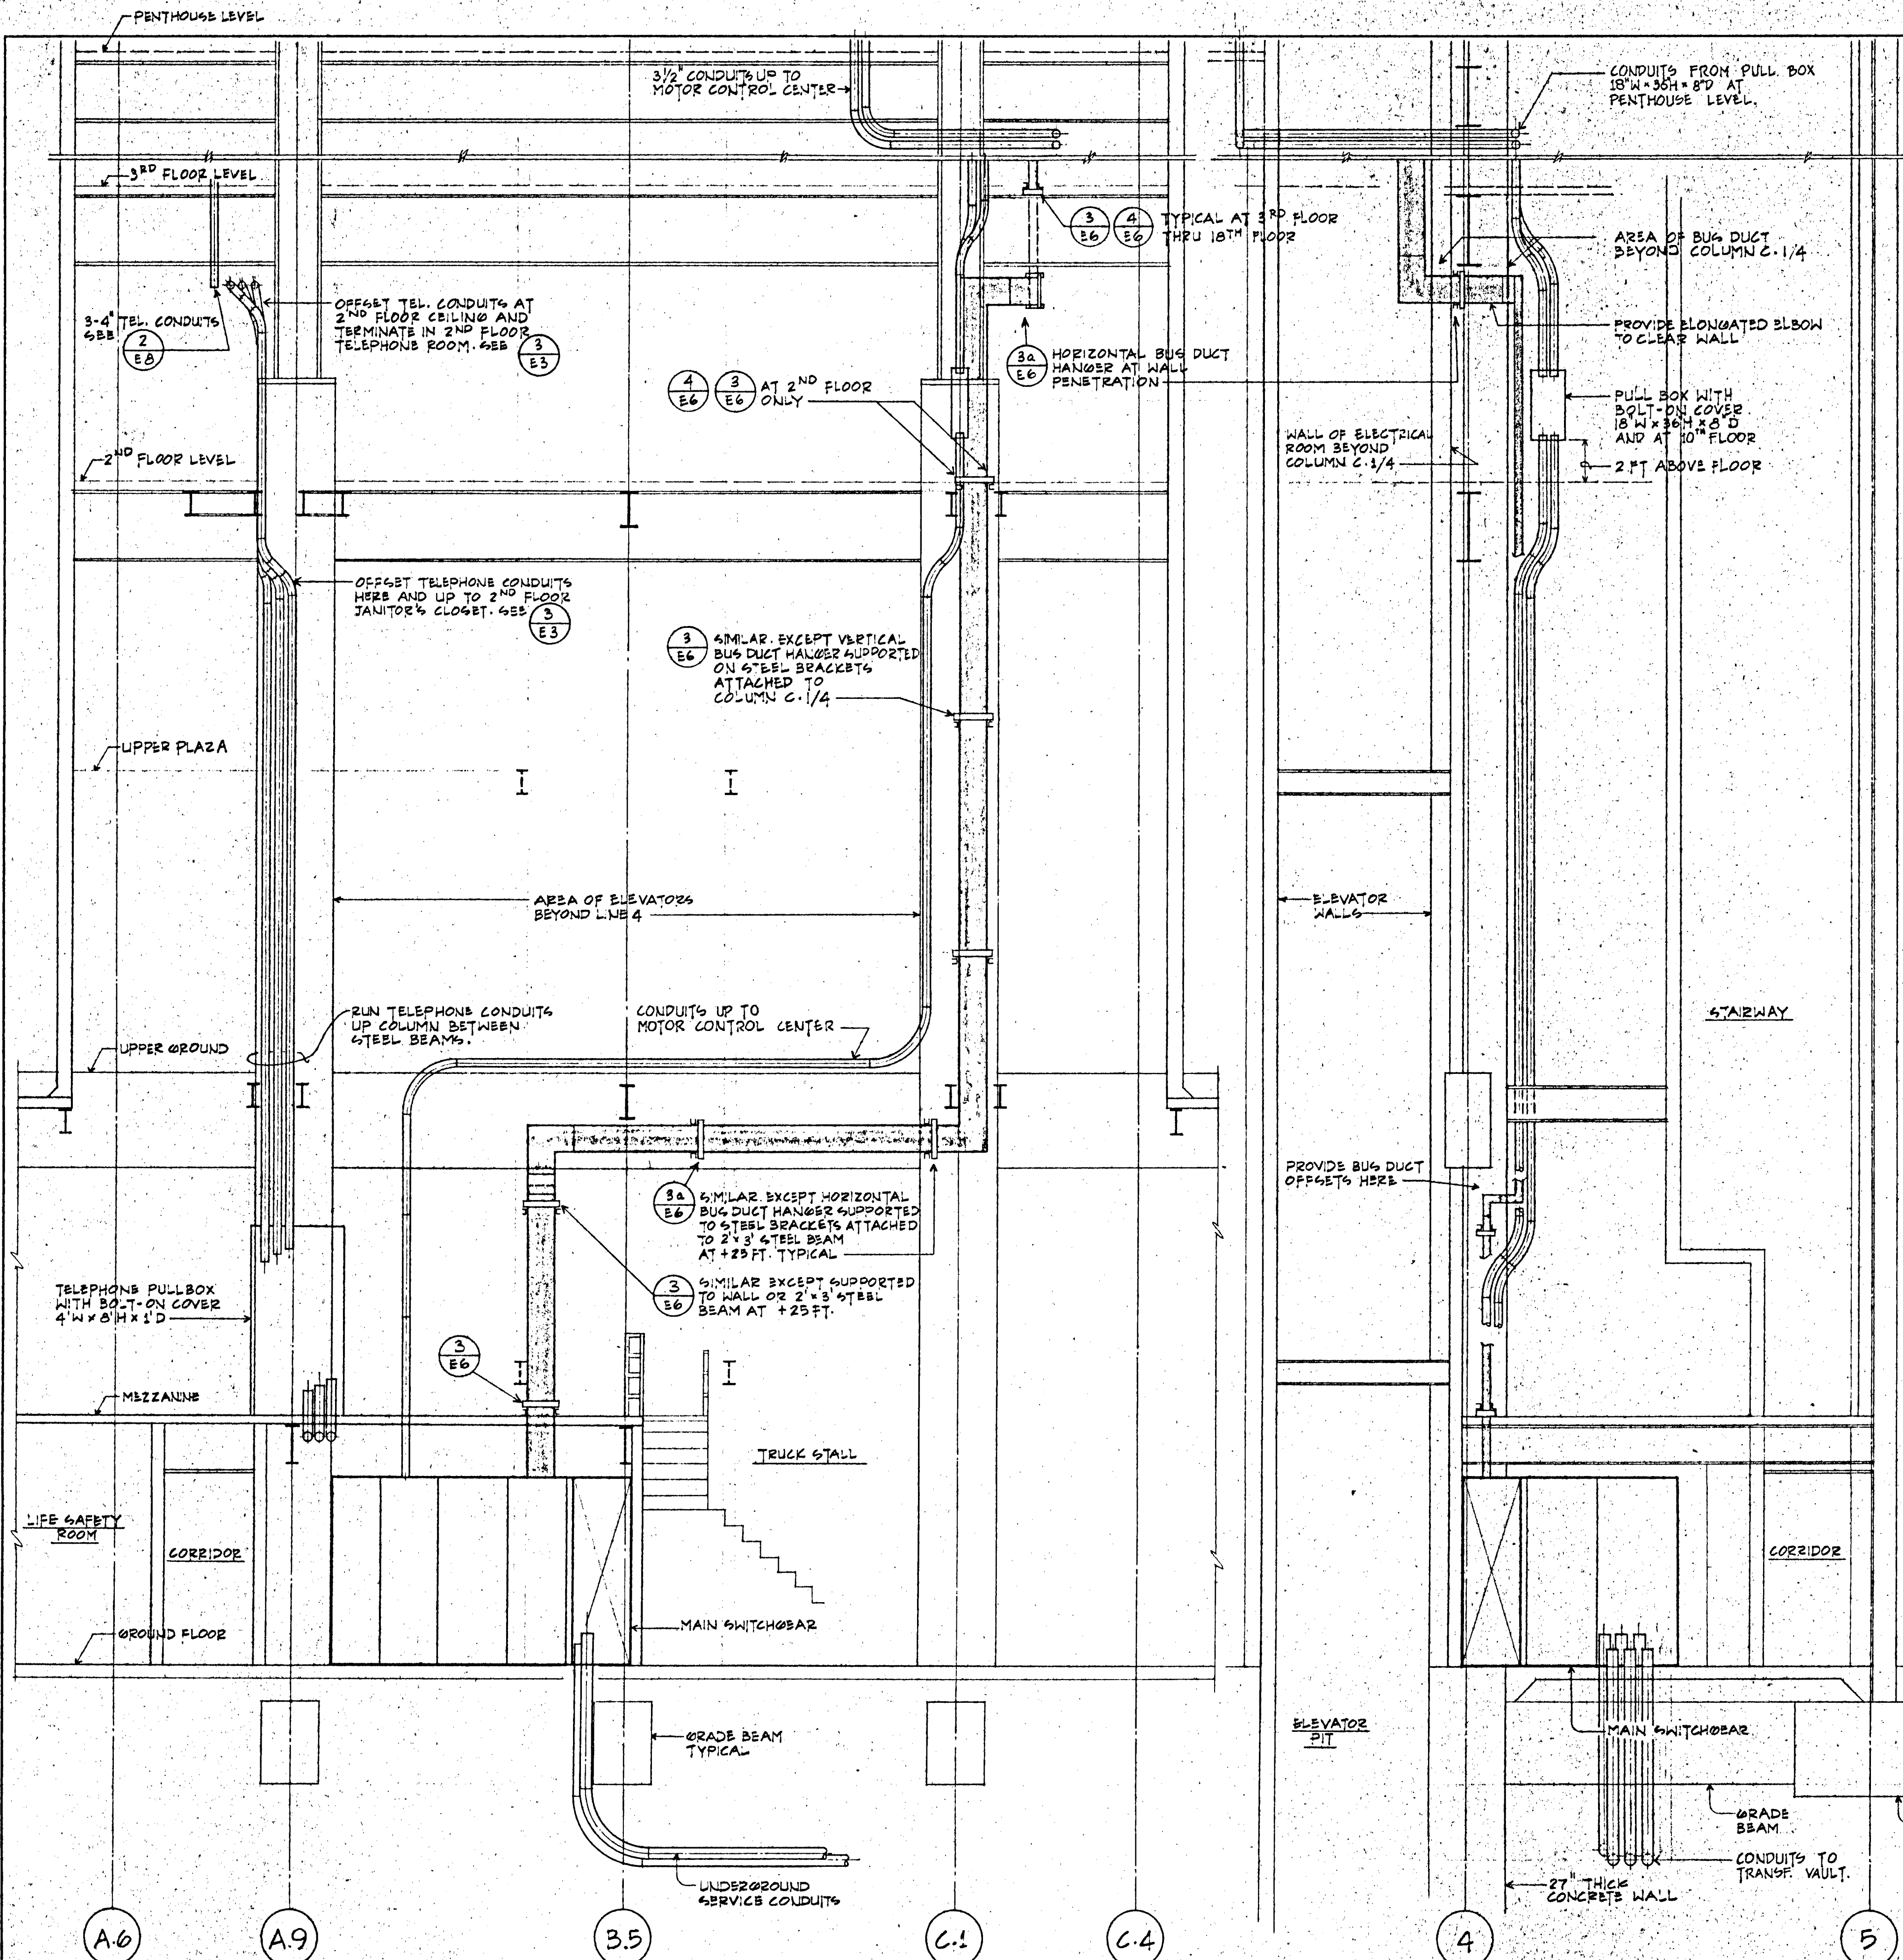 PENTHOUSE LEVEL
3 1/2" CONDUITS UP TO
MOTOR CONTROL CENTER
CONDUITS FROM PULL BOX
18"W × 36H × 8"D AT
PENTHOUSE LEVEL.
3RD FLOOR LEVEL
3
E6
4
E6
TYPICAL AT 3RD FLOOR
THRU 18TH FLOOR
AREA OF BUS DUCT
BEYOND COLUMN C.1/4
3-4" TEL. CONDUITS
SEE
2
E8
OFFSET TEL. CONDUITS AT
2ND FLOOR CEILING AND
TERMINATE IN 2ND FLOOR
TELEPHONE ROOM. SEE
3
E3
3a
E6
HORIZONTAL BUS DUCT
HANGER AT WALL
PENETRATION
PROVIDE ELONGATED ELBOW
TO CLEAR WALL
4
E6
3
E6
AT 2ND FLOOR
ONLY
PULL BOX WITH
BOLT-ON COVER
18"W × 36H × 8"D
AND AT 10TH FLOOR
2ND FLOOR LEVEL
WALL OF ELECTRICAL
ROOM BEYOND
COLUMN C.1/4
2 FT ABOVE FLOOR
OFFSET TELEPHONE CONDUITS
HERE AND UP TO 2ND FLOOR
JANITOR'S CLOSET. SEE
3
E3
3
E6
SIMILAR. EXCEPT VERTICAL
BUS DUCT HANGER SUPPORTED
ON STEEL BRACKETS
ATTACHED TO
COLUMN C.1/4
UPPER PLAZA
AREA OF ELEVATORS
BEYOND LINE 4
ELEVATOR
WALLS
RUN TELEPHONE CONDUITS
UP COLUMN BETWEEN
STEEL BEAMS.
CONDUITS UP TO
MOTOR CONTROL CENTER
STAIRWAY
UPPER GROUND
PROVIDE BUS DUCT
OFFSETS HERE
3a
E6
SIMILAR. EXCEPT HORIZONTAL
BUS DUCT HANGER SUPPORTED
TO STEEL BRACKETS ATTACHED
TO 2' × 3' STEEL BEAM
AT +25 FT. TYPICAL
3
E6
SIMILAR EXCEPT SUPPORTED
TO WALL OR 2' × 3' STEEL
BEAM AT +25 FT.
TELEPHONE PULLBOX
WITH BOLT-ON COVER
4'W × 8'H × 1'D
3
E6
MEZZANINE
TRUCK STALL
LIFE SAFETY
ROOM
CORRIDOR
CORRIDOR
GROUND FLOOR
MAIN SWITCHGEAR
GRADE BEAM
TYPICAL
ELEVATOR
PIT
MAIN SWITCHGEAR
GRADE
BEAM
UNDERGROUND
SERVICE CONDUITS
CONDUITS TO
TRANSF. VAULT.
27" THICK
CONCRETE WALL
A.6
A.9
3.5
C.1
C.4
4
5